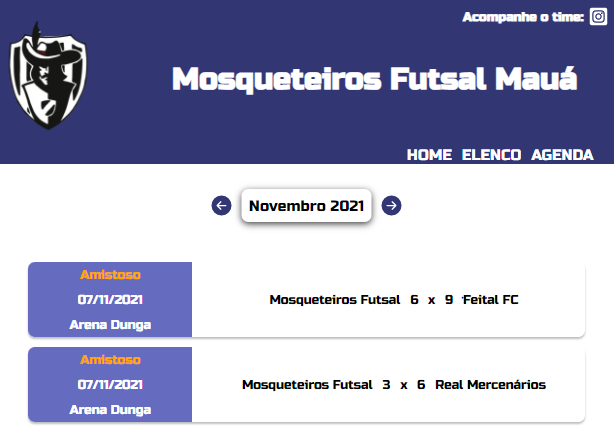 Acompanhe o time:
Mosqueteiros Futsal Mauá
HOME ELENCO AGENDA
Novembro 2021
Amistoso
07/11/2021
Arena Dunga
Mosqueteiros Futsal 6 x 9 Feital FC
Amistoso
07/11/2021
Arena Dunga
Mosqueteiros Futsal 3 x 6 Real Mercenários